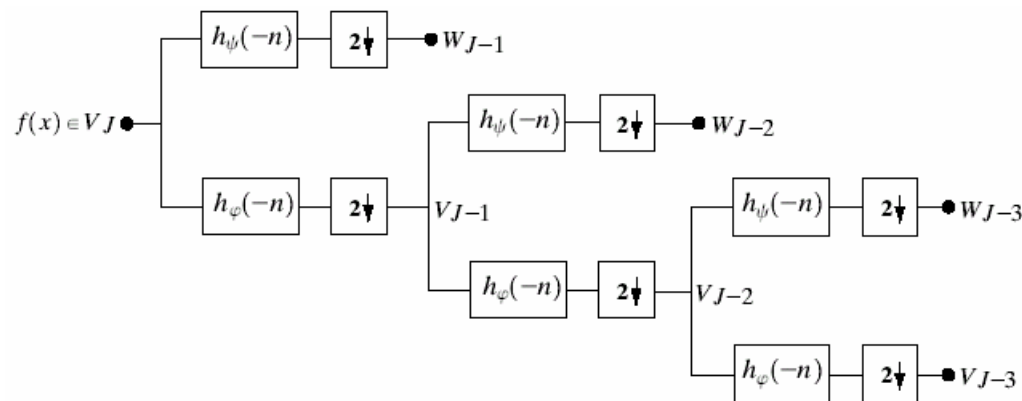 h_ψ(−n) 2↓ W_{J−1}
f(x) ∈ V_J
h_ψ(−n) 2↓ W_{J−2}
h_φ(−n) 2↓ V_{J−1}
h_ψ(−n) 2↓ W_{J−3}
h_φ(−n) 2↓ V_{J−2}
h_φ(−n) 2↓ V_{J−3}